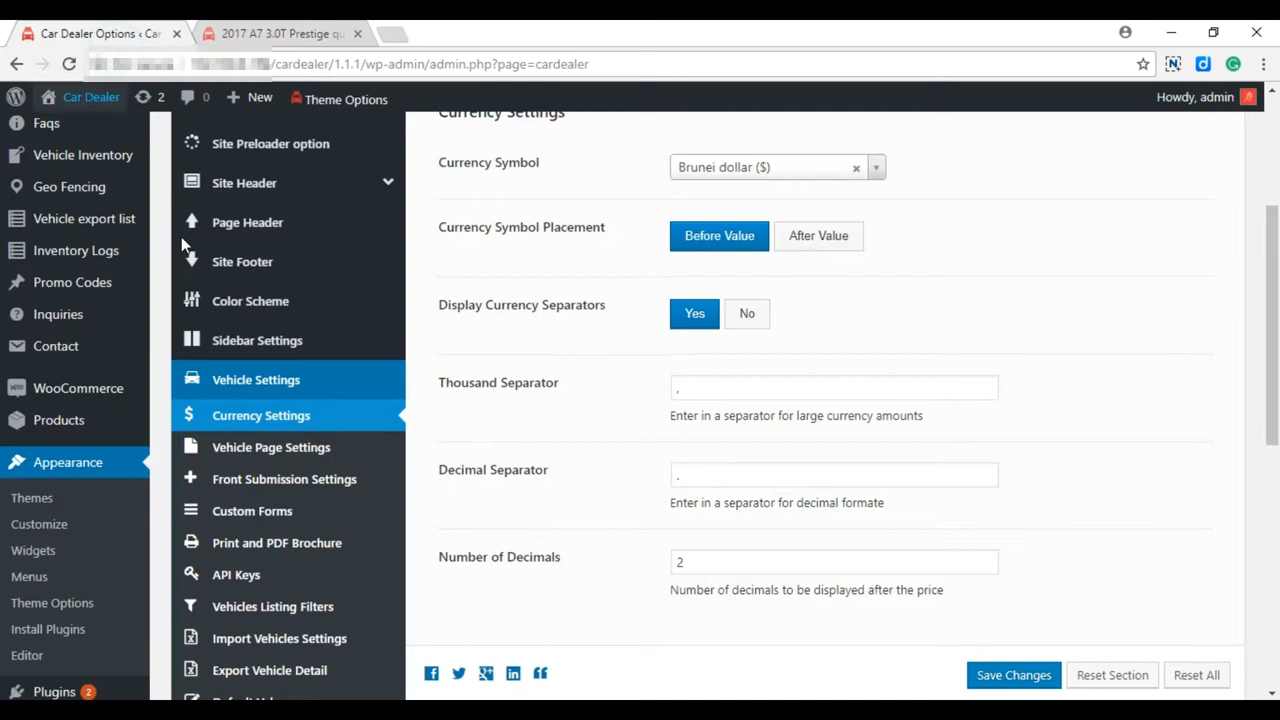 Car Dealer Options ‹ Car
2017 A7 3.0T Prestige qu
/cardealer/1.1.1/wp-admin/admin.php?page=cardealer
Car Dealer
2
0
New
Theme Options
Howdy, admin
Faqs
Vehicle Inventory
Geo Fencing
Vehicle export list
Inventory Logs
Promo Codes
Inquiries
Contact
WooCommerce
Products
Appearance
Themes
Customize
Widgets
Menus
Theme Options
Install Plugins
Editor
Plugins 2
Site Preloader option
Site Header
Page Header
Site Footer
Color Scheme
Sidebar Settings
Vehicle Settings
Currency Settings
Vehicle Page Settings
Front Submission Settings
Custom Forms
Print and PDF Brochure
API Keys
Vehicles Listing Filters
Import Vehicles Settings
Export Vehicle Detail
Currency Settings
Currency Symbol
Brunei dollar ($)
Currency Symbol Placement
Before Value
After Value
Display Currency Separators
Yes
No
Thousand Separator
,
Enter in a separator for large currency amounts
Decimal Separator
.
Enter in a separator for decimal formate
Number of Decimals
2
Number of decimals to be displayed after the price
Save Changes
Reset Section
Reset All